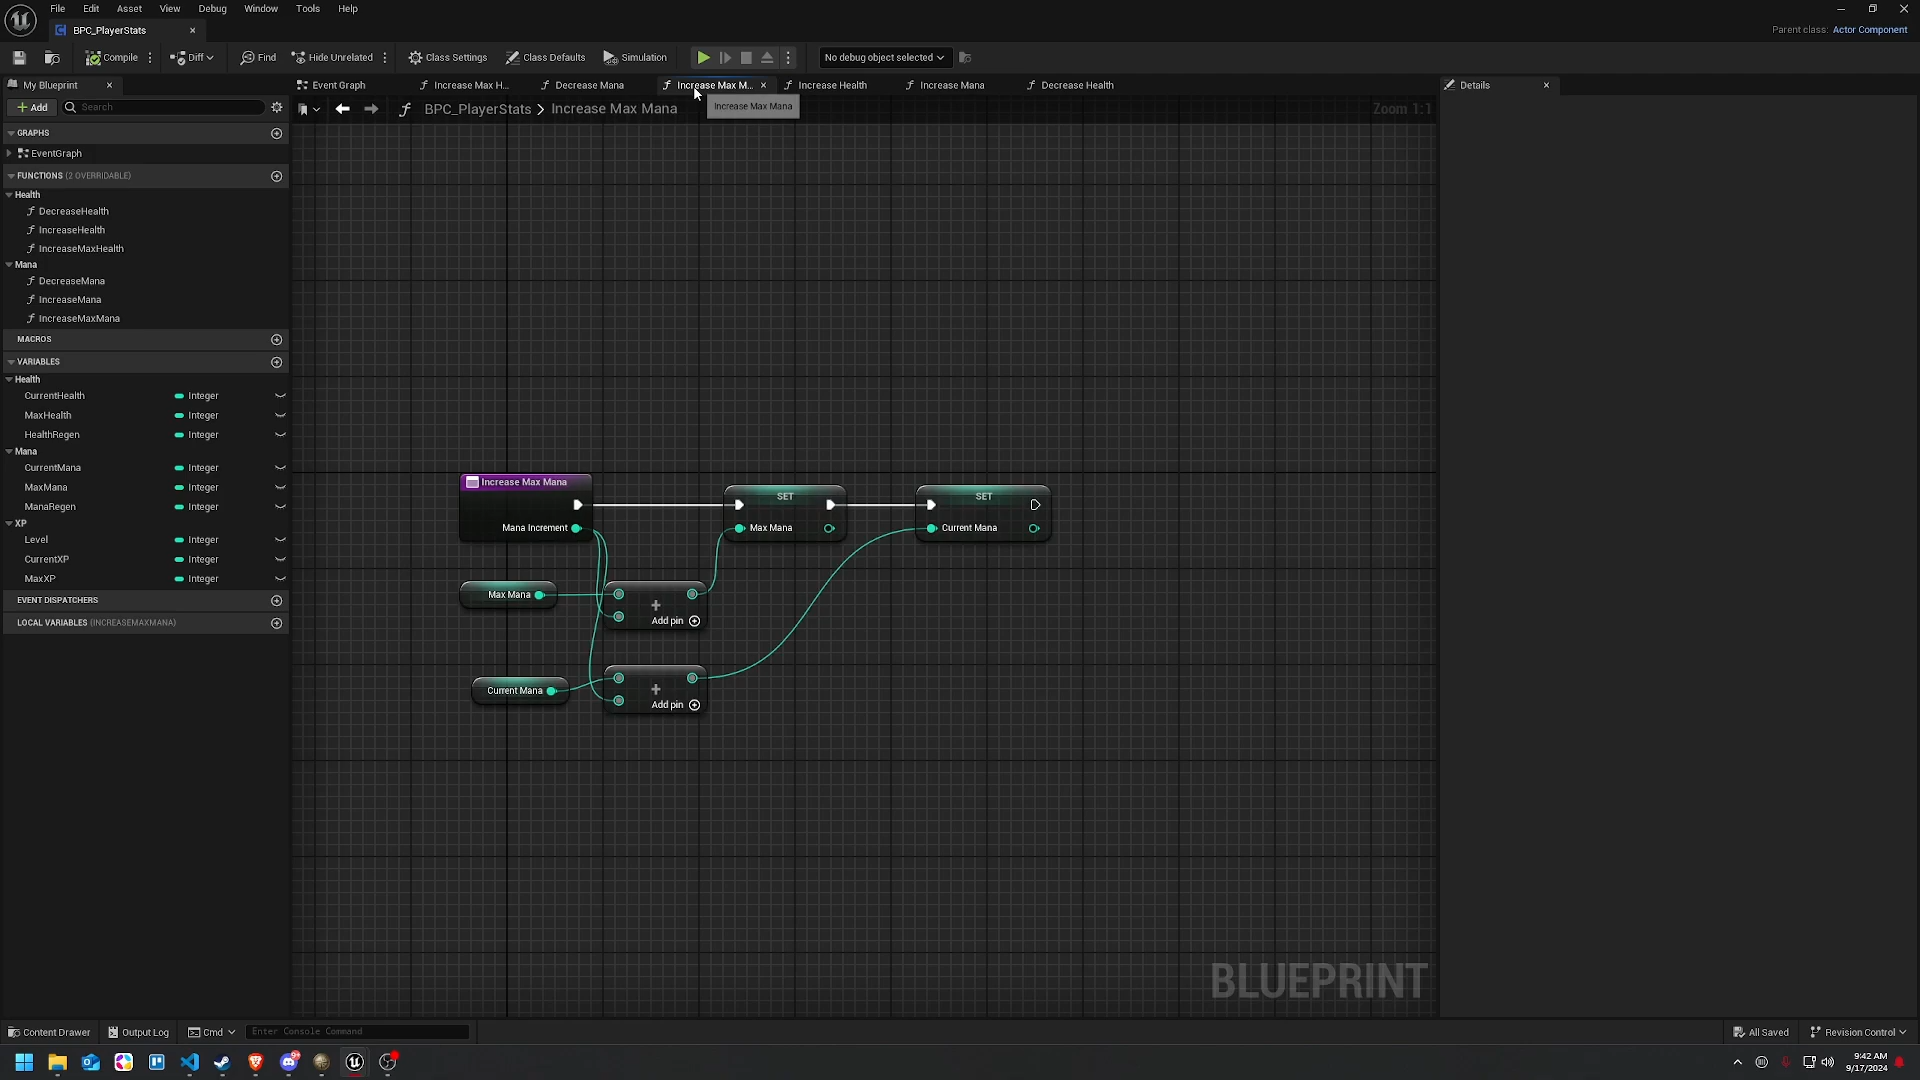 File Edit Asset View Debug Window Tools Help
BPC_PlayerStats
Parent class: Actor Component
Compile Diff Find Hide Unrelated Class Settings Class Defaults Simulation No debug object selected
My Blueprint Event Graph Increase Max H... Decrease Mana Increase Max M... Increase Health Increase Mana Decrease Health Details
Add Search BPC_PlayerStats > Increase Max Mana Increase Max Mana Zoom 1:1
GRAPHS
EventGraph
FUNCTIONS (2 OVERRIDABLE)
Health
DecreaseHealth
IncreaseHealth
IncreaseMaxHealth
Mana
DecreaseMana
IncreaseMana
IncreaseMaxMana
MACROS
VARIABLES
Health
CurrentHealth Integer
MaxHealth Integer
HealthRegen Integer
Mana
CurrentMana Integer
MaxMana Integer
ManaRegen Integer
XP
Level Integer
CurrentXP Integer
MaxXP Integer
EVENT DISPATCHERS
LOCAL VARIABLES (INCREASEMAXMANA)
Increase Max Mana
Mana Increment
SET
Max Mana
SET
Current Mana
Max Mana
Add pin
Current Mana
Add pin
BLUEPRINT
Content Drawer Output Log Cmd Enter Console Command All Saved Revision Control
9:42 AM
9/17/2024